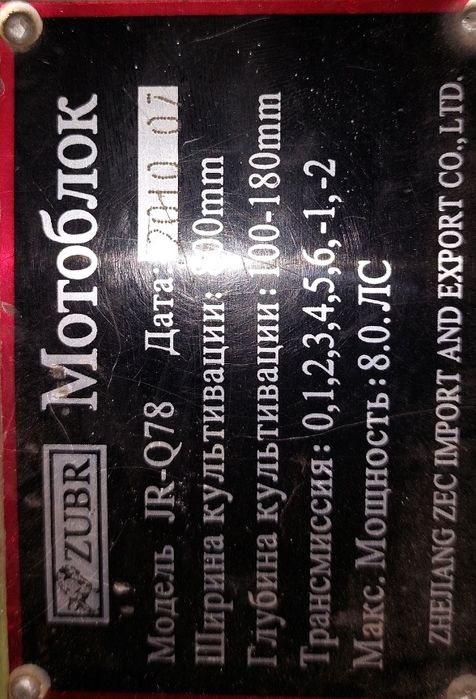 ZUBR Мотоблок
Модель JR-Q78 Дата: 2010 07
Ширина культивации: 800mm
Глубина культивации: 100-180mm
Трансмиссия: 0,1,2,3,4,5,6,-1,-2
Макс. Мощность: 8.0.ЛС
ZHEJIANG ZEC IMPORT AND EXPORT CO.,LTD.